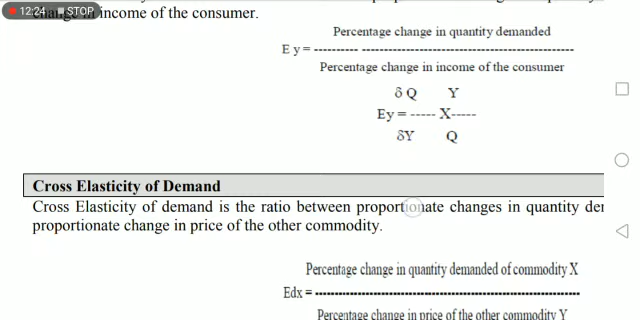 12:24 STOP
change in income of the consumer.
Percentage change in quantity demanded
E y = ---------- ------------------------------------------------
Percentage change in income of the consumer
δ Q Y
Ey = ----- X-----
δY Q
Cross Elasticity of Demand
Cross Elasticity of demand is the ratio between proportionate changes in quantity
proportionate change in price of the other commodity.
Percentage change in quantity demanded of commodity X
Edx = ------------------------------------------------------------
Percentage change in price of the other commodity Y